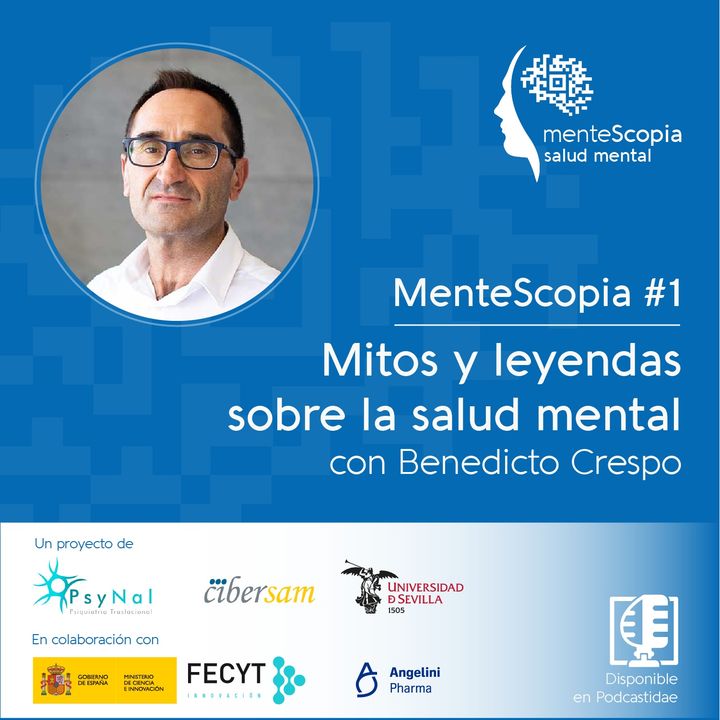 menteScopia
salud mental
MenteScopia #1
Mitos y leyendas
sobre la salud mental
con Benedicto Crespo
Un proyecto de
PsyNal
Psiquiatría Traslacional
cibersam
UNIVERSIDAD
D SEVILLA
1505
En colaboración con
GOBIERNO
DE ESPAÑA
MINISTERIO
DE CIENCIA
E INNOVACIÓN
FECYT
INNOVACIÓN
Angelini
Pharma
Disponible
en Podcastidae